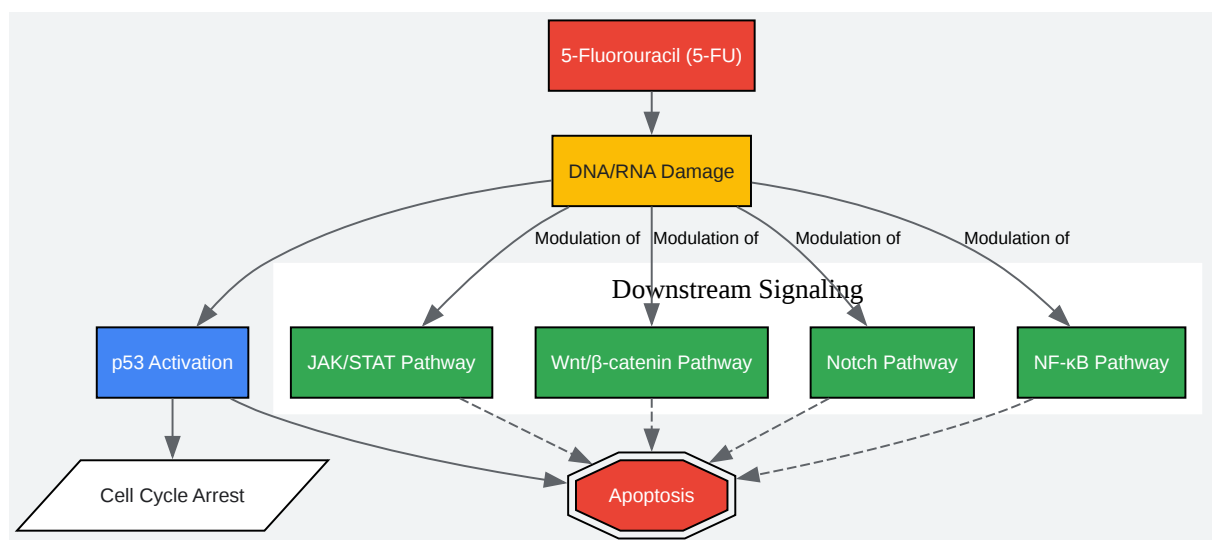 5-Fluorouracil (5-FU)
DNA/RNA Damage
Modulation of
Modulation of
Modulation of
Modulation of
Downstream Signaling
p53 Activation
JAK/STAT Pathway
Wnt/β-catenin Pathway
Notch Pathway
NF-κB Pathway
Cell Cycle Arrest
Apoptosis